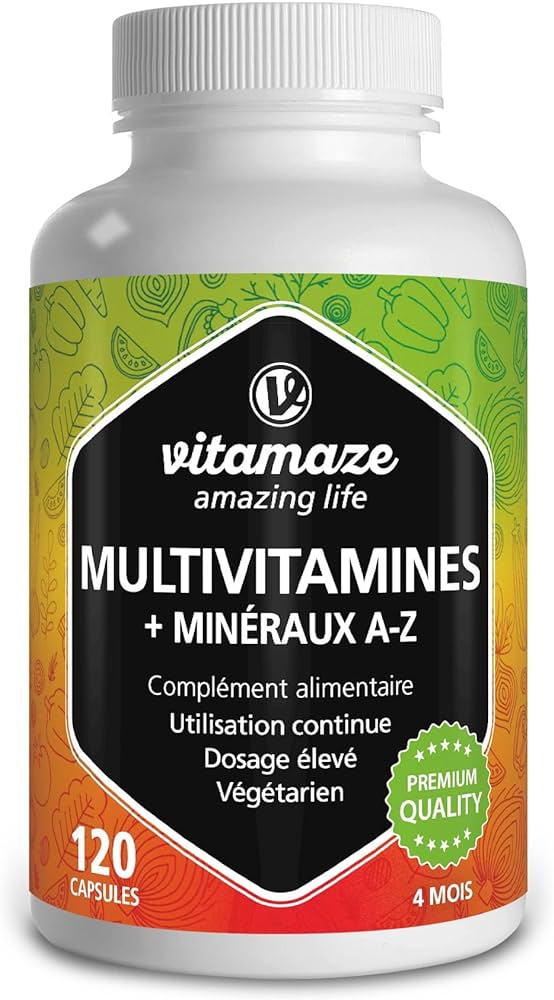 vitamaze
amazing life
MULTIVITAMINES
+ MINÉRAUX A-Z
Complément alimentaire
Utilisation continue
Dosage élevé
Végétarien
PREMIUM
QUALITY
120
CAPSULES
4 MOIS